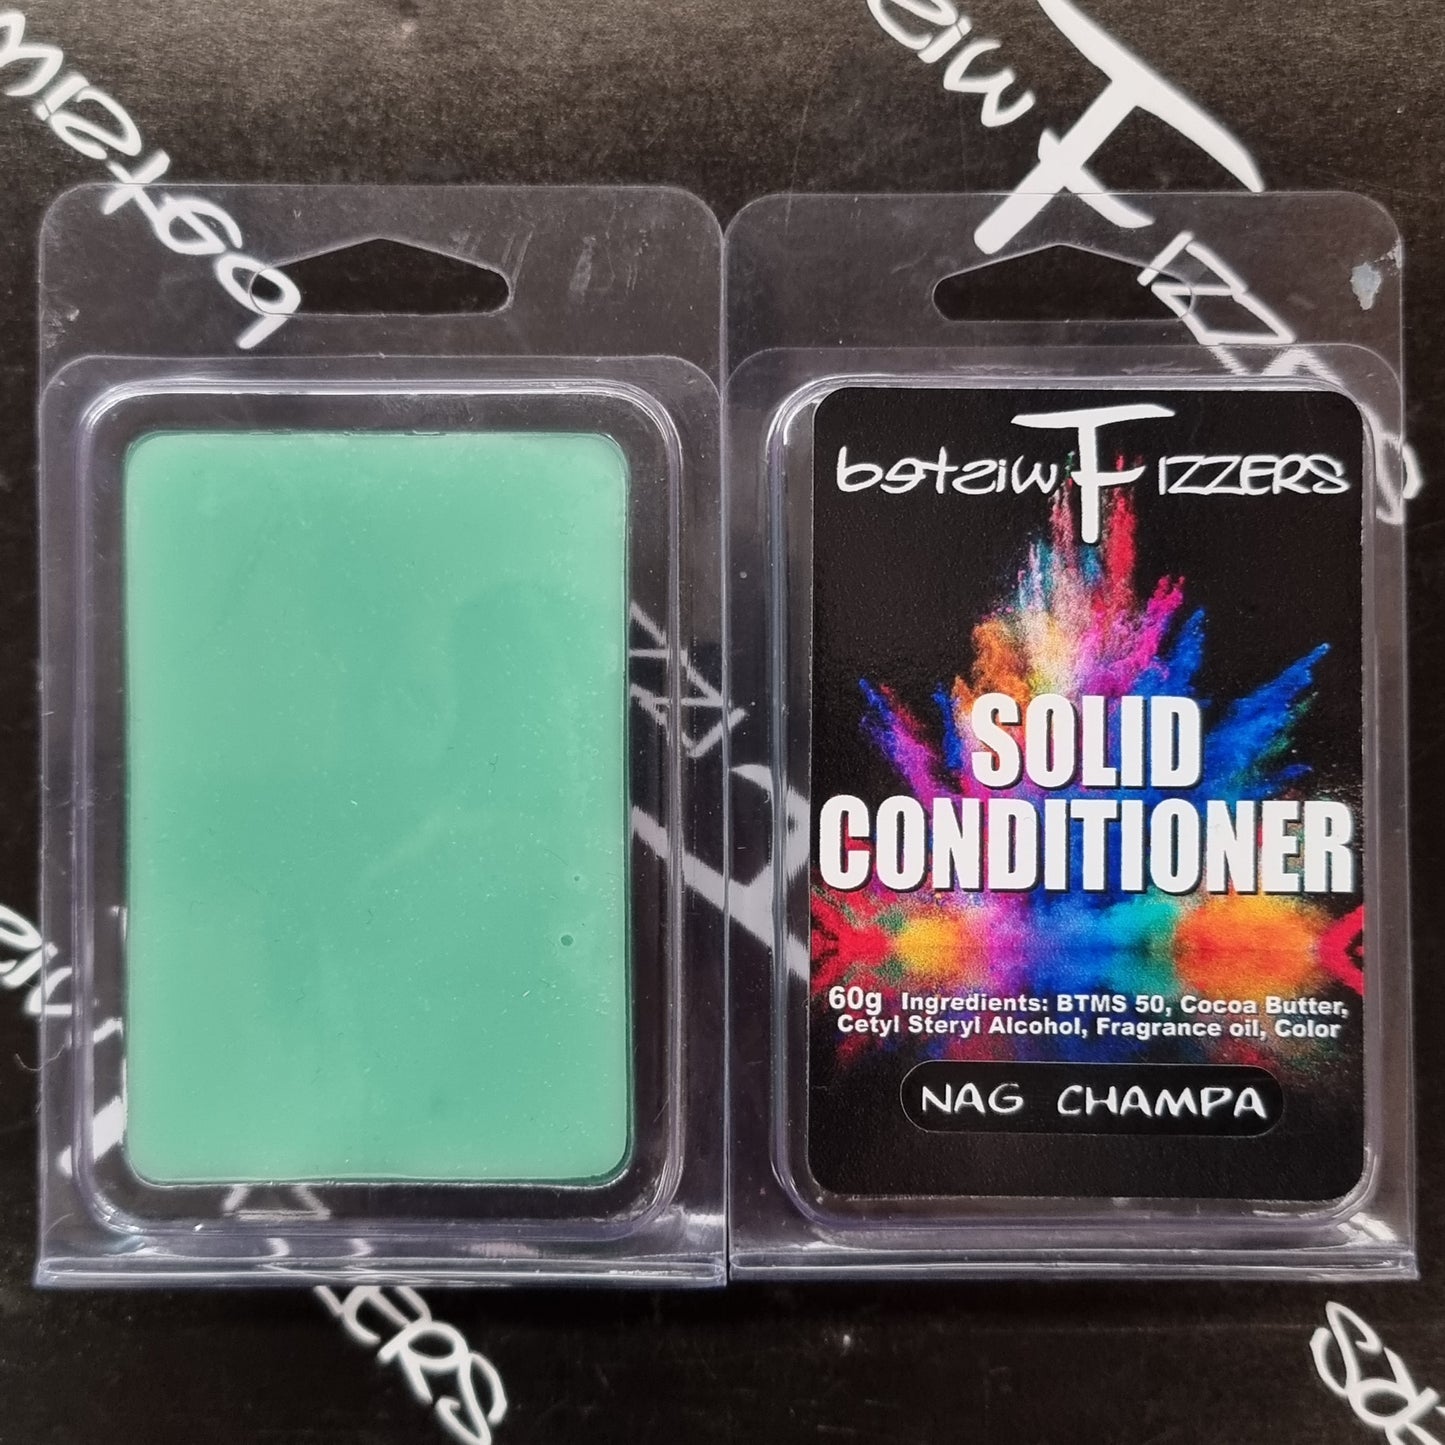 Twisted FIZZERS
SOLID
CONDITIONER
60g Ingredients: BTMS 50, Cocoa Butter,
Cetyl Steryl Alcohol, Fragrance oil, Color
NAG CHAMPA